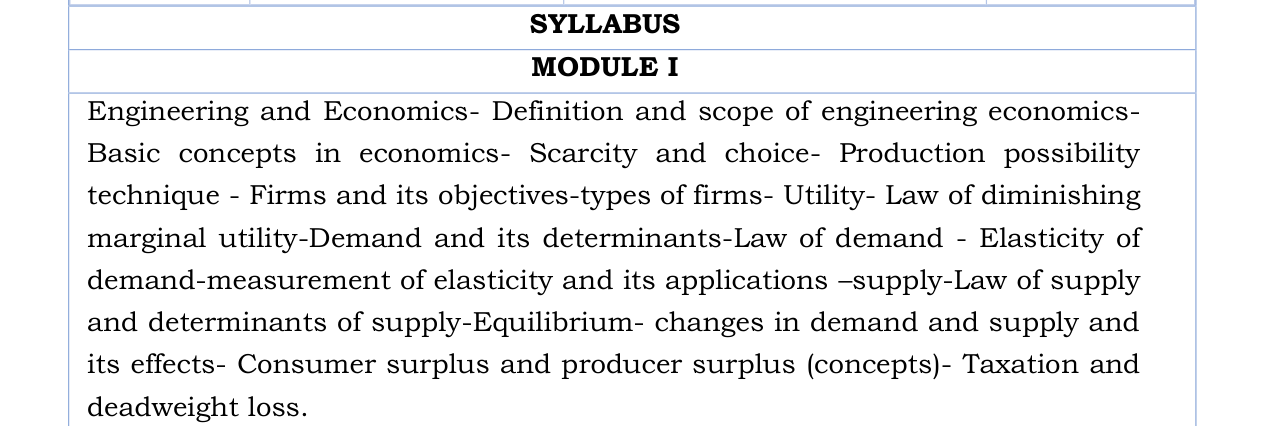 SYLLABUS
MODULE I
Engineering and Economics- Definition and scope of engineering economics-
Basic concepts in economics- Scarcity and choice- Production possibility
technique - Firms and its objectives-types of firms- Utility- Law of diminishing
marginal utility-Demand and its determinants-Law of demand - Elasticity of
demand-measurement of elasticity and its applications –supply-Law of supply
and determinants of supply-Equilibrium- changes in demand and supply and
its effects- Consumer surplus and producer surplus (concepts)- Taxation and
deadweight loss.